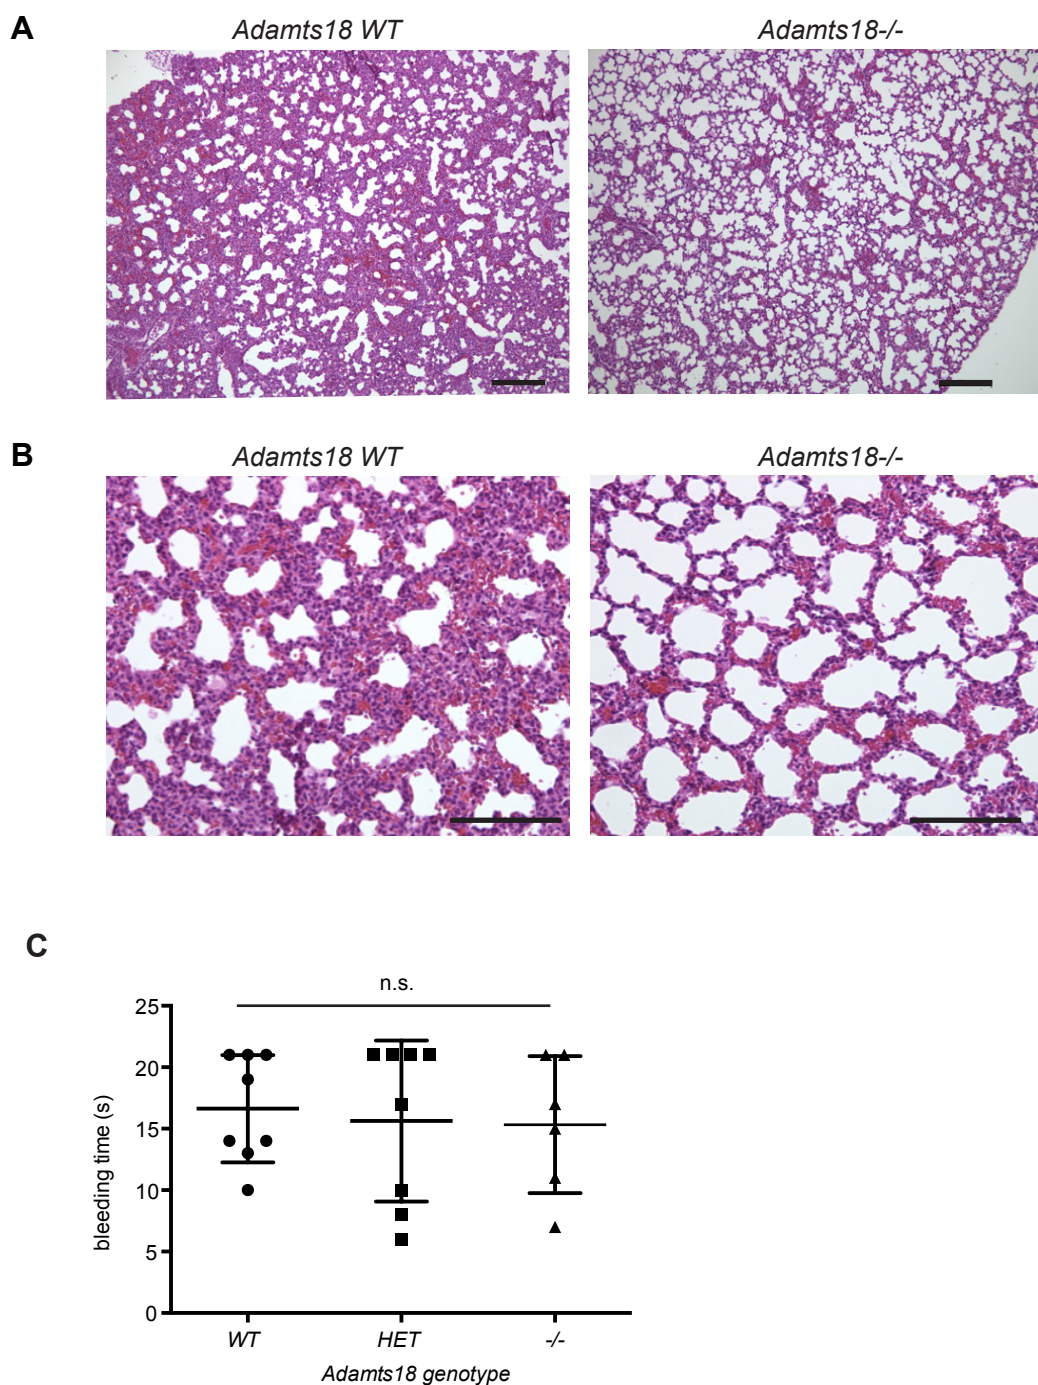 A
Adamts18 WT
Adamts18-/-
B
Adamts18 WT
Adamts18-/-
C
n.s.
25
20
15
10
5
0
bleeding time (s)
WT
HET
-/-
Adamts18 genotype